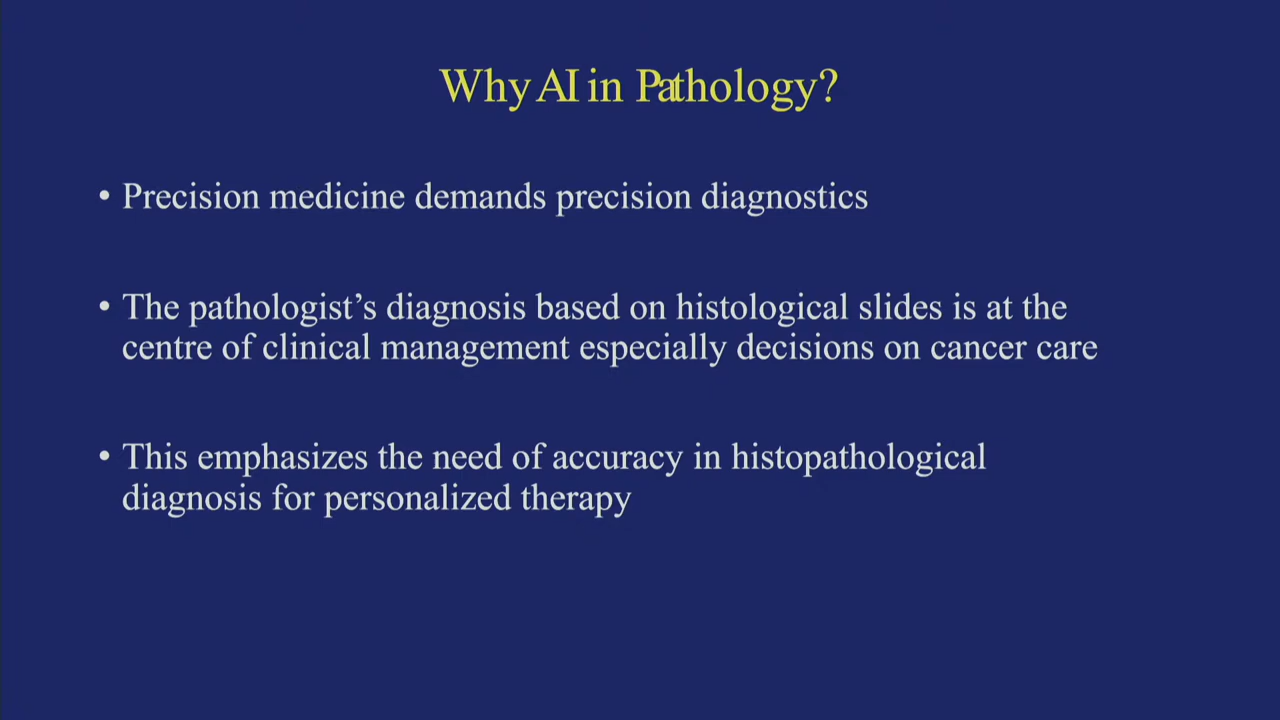 Why AI in Pathology?
• Precision medicine demands precision diagnostics
• The pathologist’s diagnosis based on histological slides is at the
centre of clinical management especially decisions on cancer care
• This emphasizes the need of accuracy in histopathological
diagnosis for personalized therapy